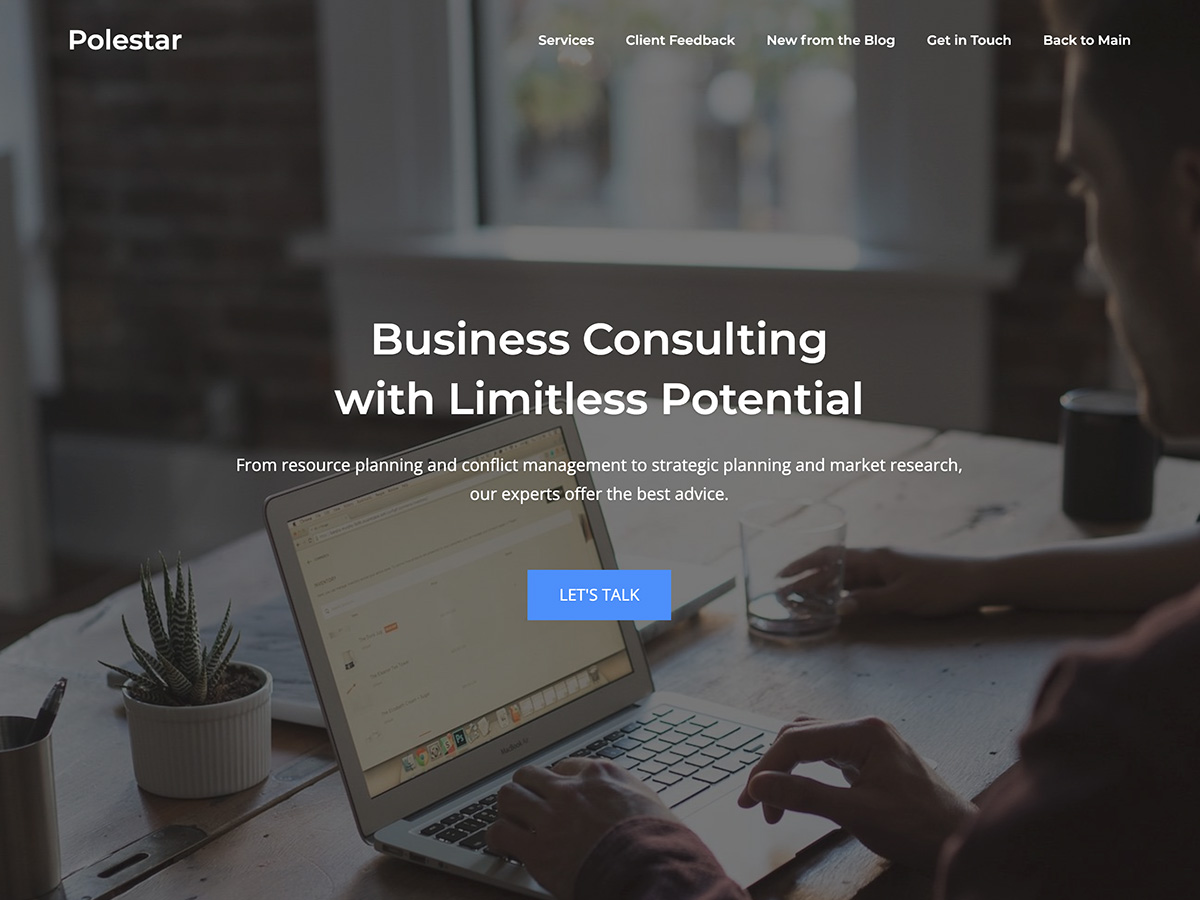 Polestar
Services
Client Feedback
New from the Blog
Get in Touch
Back to Main
Business Consulting
with Limitless Potential
From resource planning and conflict management to strategic planning and market research,
our experts offer the best advice.
LET'S TALK
MacBook Air